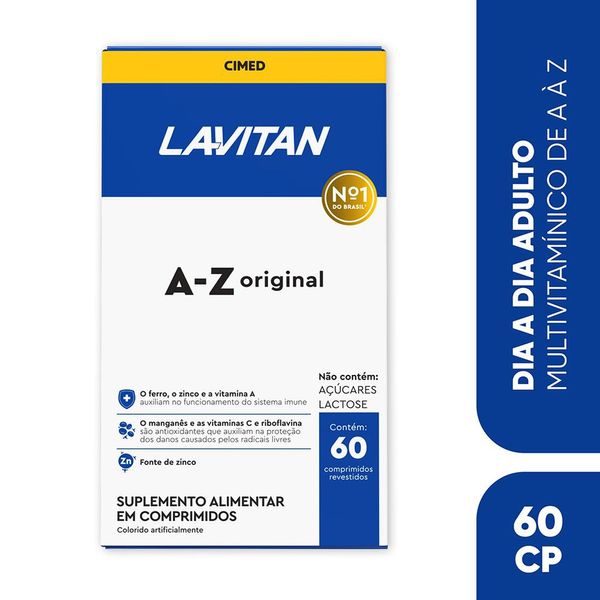 CIMED
LAVITAN
Nº1
DO BRASIL
A-Z original
Não contém:
AÇÚCARES
LACTOSE
O ferro, o zinco e a vitamina A
auxiliam no funcionamento do sistema imune
O manganês e as vitaminas C e riboflavina
são antioxidantes que auxiliam na proteção
dos danos causados pelos radicais livres
Zn
Fonte de zinco
Contém:
60
comprimidos
revestidos
SUPLEMENTO ALIMENTAR
EM COMPRIMIDOS
Colorido artificialmente
DIA A DIA ADULTO
MULTIVITAMÍNICO DE A À Z
60
CP